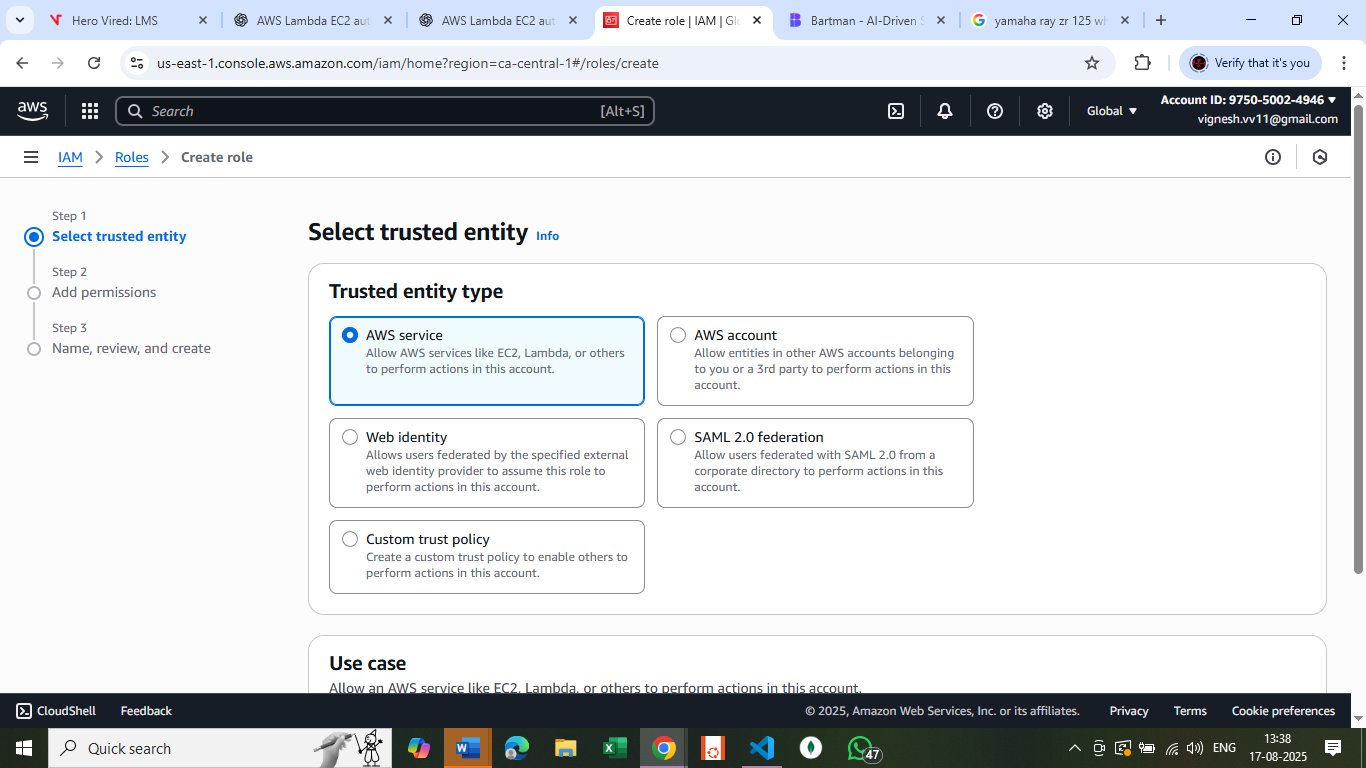 Hero Vired: LMS
AWS Lambda EC2 aut
AWS Lambda EC2 aut
Create role | IAM | Glo
Bartman - AI-Driven S
yamaha ray zr 125 wh
us-east-1.console.aws.amazon.com/iam/home?region=ca-central-1#/roles/create
Verify that it's you
aws
Search
[Alt+S]
Global
Account ID: 9750-5002-4946
vignesh.vv11@gmail.com
IAM
Roles
Create role
Step 1
Select trusted entity
Step 2
Add permissions
Step 3
Name, review, and create
Select trusted entity Info
Trusted entity type
AWS service
Allow AWS services like EC2, Lambda, or others
to perform actions in this account.
AWS account
Allow entities in other AWS accounts belonging
to you or a 3rd party to perform actions in this
account.
Web identity
Allows users federated by the specified external
web identity provider to assume this role to
perform actions in this account.
SAML 2.0 federation
Allow users federated with SAML 2.0 from a
corporate directory to perform actions in this
account.
Custom trust policy
Create a custom trust policy to enable others to
perform actions in this account.
Use case
Allow an AWS service like EC2, Lambda, or others to perform actions in this account.
CloudShell
Feedback
© 2025, Amazon Web Services, Inc. or its affiliates.
Privacy
Terms
Cookie preferences
Quick search
47
ENG
13:38
17-08-2025